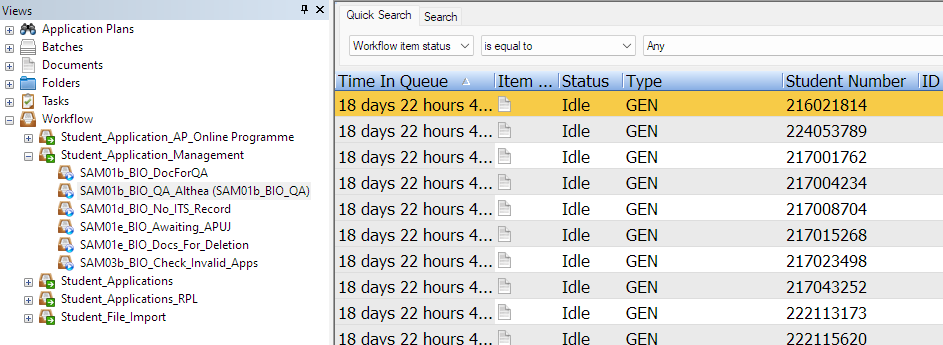 Views
Application Plans
Batches
Documents
Folders
Tasks
Workflow
Student_Application_AP_Online Programme
Student_Application_Management
SAM01b_BIO_DocForQA
SAM01b_BIO_QA_Althea (SAM01b_BIO_QA)
SAM01d_BIO_No_ITS_Record
SAM01e_BIO_Awaiting_APUJ
SAM01e_BIO_Docs_For_Deletion
SAM03b_BIO_Check_Invalid_Apps
Student_Applications
Student_Applications_RPL
Student_File_Import
Quick Search Search
Workflow item status is equal to Any
Time In Queue Item ... Status Type Student Number ID
18 days 22 hours 4... Idle GEN 216021814
18 days 22 hours 4... Idle GEN 224053789
18 days 22 hours 4... Idle GEN 217001762
18 days 22 hours 4... Idle GEN 217004234
18 days 22 hours 4... Idle GEN 217008704
18 days 22 hours 4... Idle GEN 217015268
18 days 22 hours 4... Idle GEN 217023498
18 days 22 hours 4... Idle GEN 217043252
18 days 22 hours 4... Idle GEN 222113173
18 days 22 hours 4... Idle GEN 222115620